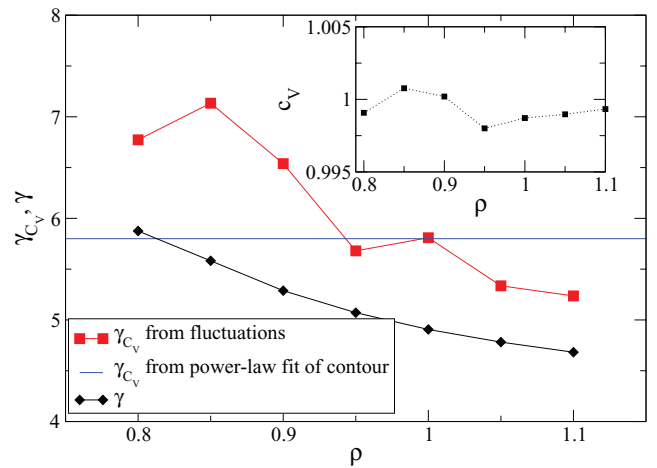 1.005
1
0.995
c_V
0.8 0.9 1 1.1
ρ
8
7
6
5
4
γ_{C_V}, γ
γ_{C_V} from fluctuations
γ_{C_V} from power-law fit of contour
γ
0.8 0.9 1 1.1
ρ